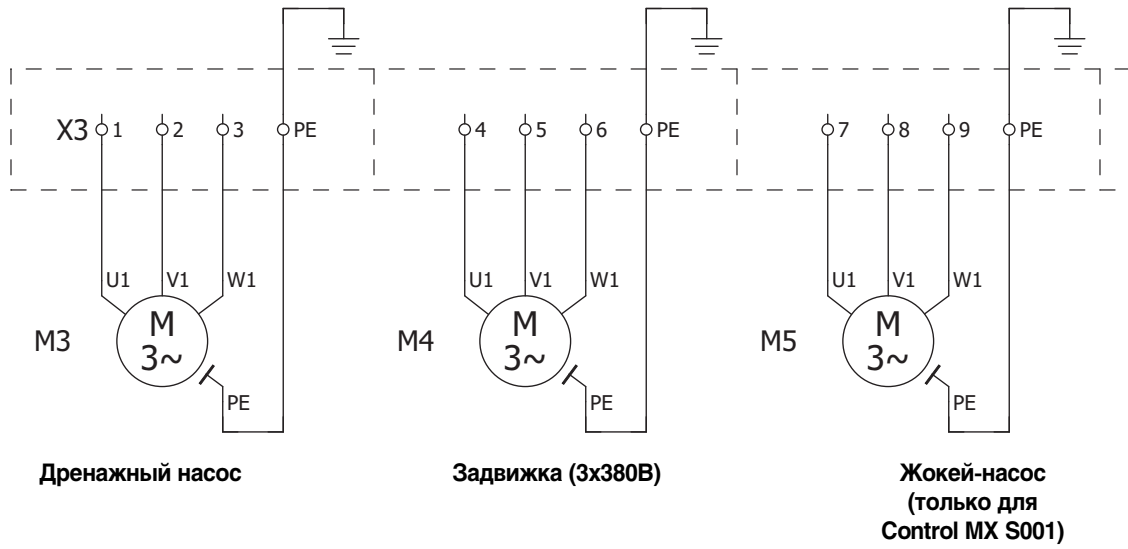 X3 1 2 3 PE 4 5 6 PE 7 8 9 PE
U1 V1 W1 U1 V1 W1 U1 V1 W1
M3 M 3~ M4 M 3~ M5 M 3~
PE PE PE
Дренажный насос
Задвижка (3х380В)
Жокей-насос
(только для
Control MX S001)